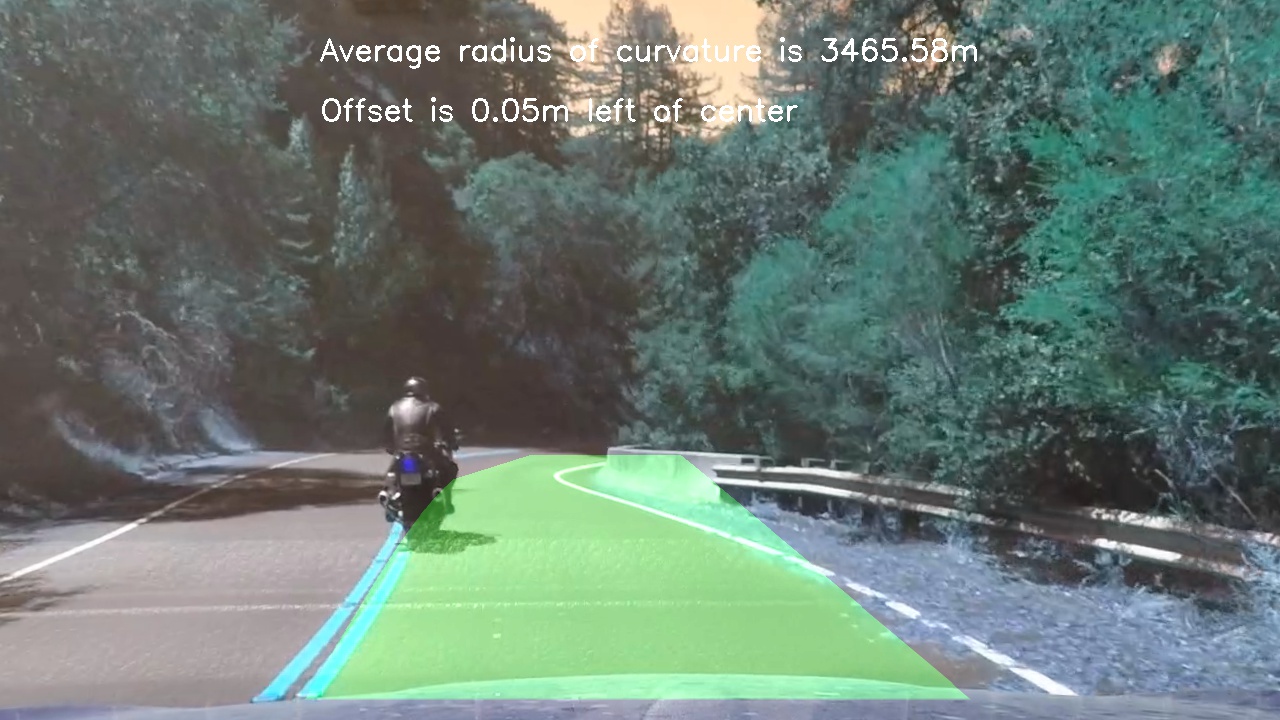 Average radius of curvature is 3465.58m
Offset is 0.05m left of center